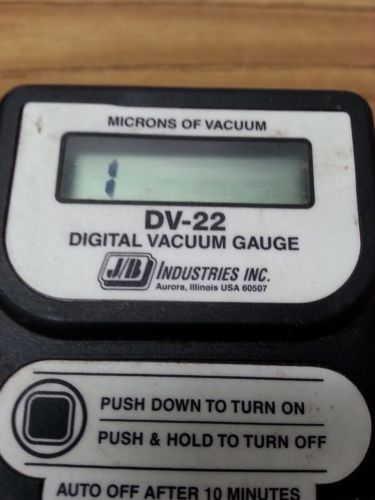 MICRONS OF VACUUM
1
DV-22
DIGITAL VACUUM GAUGE
J/B INDUSTRIES INC.
Aurora, Illinois USA 60507
PUSH DOWN TO TURN ON
PUSH & HOLD TO TURN OFF
AUTO OFF AFTER 10 MINUTES